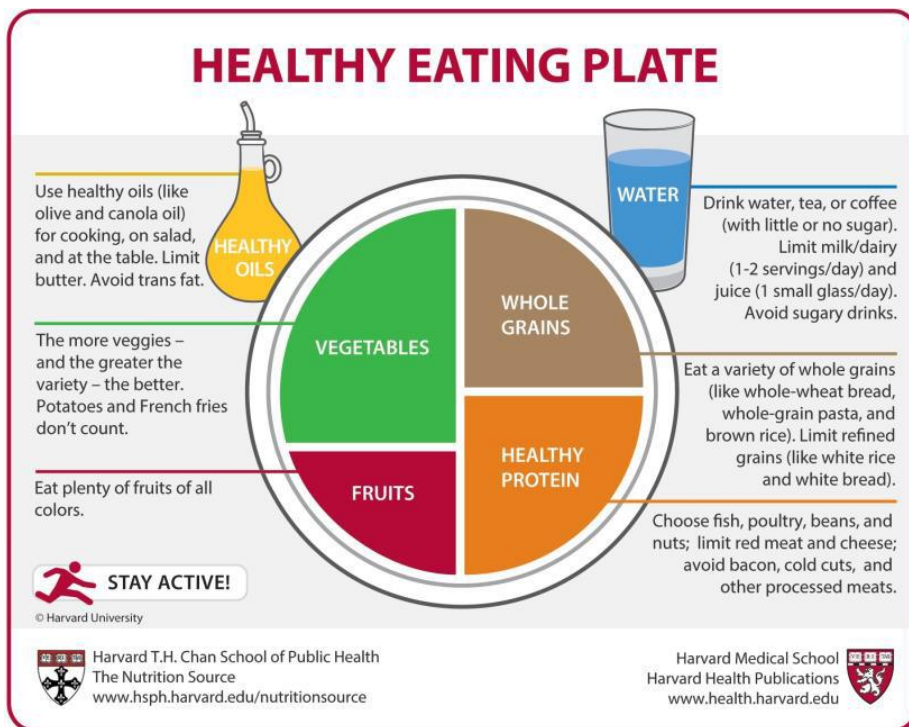 HEALTHY EATING PLATE
Use healthy oils (like
olive and canola oil)
for cooking, on salad,
and at the table. Limit
butter. Avoid trans fat.
HEALTHY
OILS
The more veggies –
and the greater the
variety – the better.
Potatoes and French fries
don't count.
Eat plenty of fruits of all
colors.
VEGETABLES
FRUITS
WHOLE
GRAINS
HEALTHY
PROTEIN
WATER
Drink water, tea, or coffee
(with little or no sugar).
Limit milk/dairy
(1-2 servings/day) and
juice (1 small glass/day).
Avoid sugary drinks.
Eat a variety of whole grains
(like whole-wheat bread,
whole-grain pasta, and
brown rice). Limit refined
grains (like white rice
and white bread).
Choose fish, poultry, beans, and
nuts; limit red meat and cheese;
avoid bacon, cold cuts, and
other processed meats.
STAY ACTIVE!
© Harvard University
Harvard T.H. Chan School of Public Health
The Nutrition Source
www.hsph.harvard.edu/nutritionsource
Harvard Medical School
Harvard Health Publications
www.health.harvard.edu